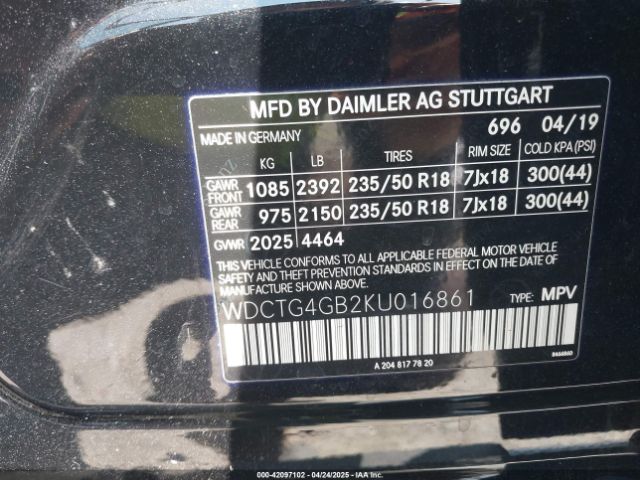 MFD BY DAIMLER AG STUTTGART
MADE IN GERMANY 696 04/19
KG LB TIRES RIM SIZE COLD KPA (PSI)
GAWR FRONT 1085 2392 235/50 R18 7Jx18 300(44)
GAWR REAR 975 2150 235/50 R18 7Jx18 300(44)
GVWR 2025 4464
THIS VEHICLE CONFORMS TO ALL APPLICABLE FEDERAL MOTOR VEHICLE
SAFETY AND THEFT PREVENTION STANDARDS IN EFFECT ON THE DATE OF
MANUFACTURE SHOWN ABOVE.
WDCTG4GB2KU016861 TYPE: MPV
A 204 817 78 20
000-42097102 - 04/24/2025 - IAA Inc.